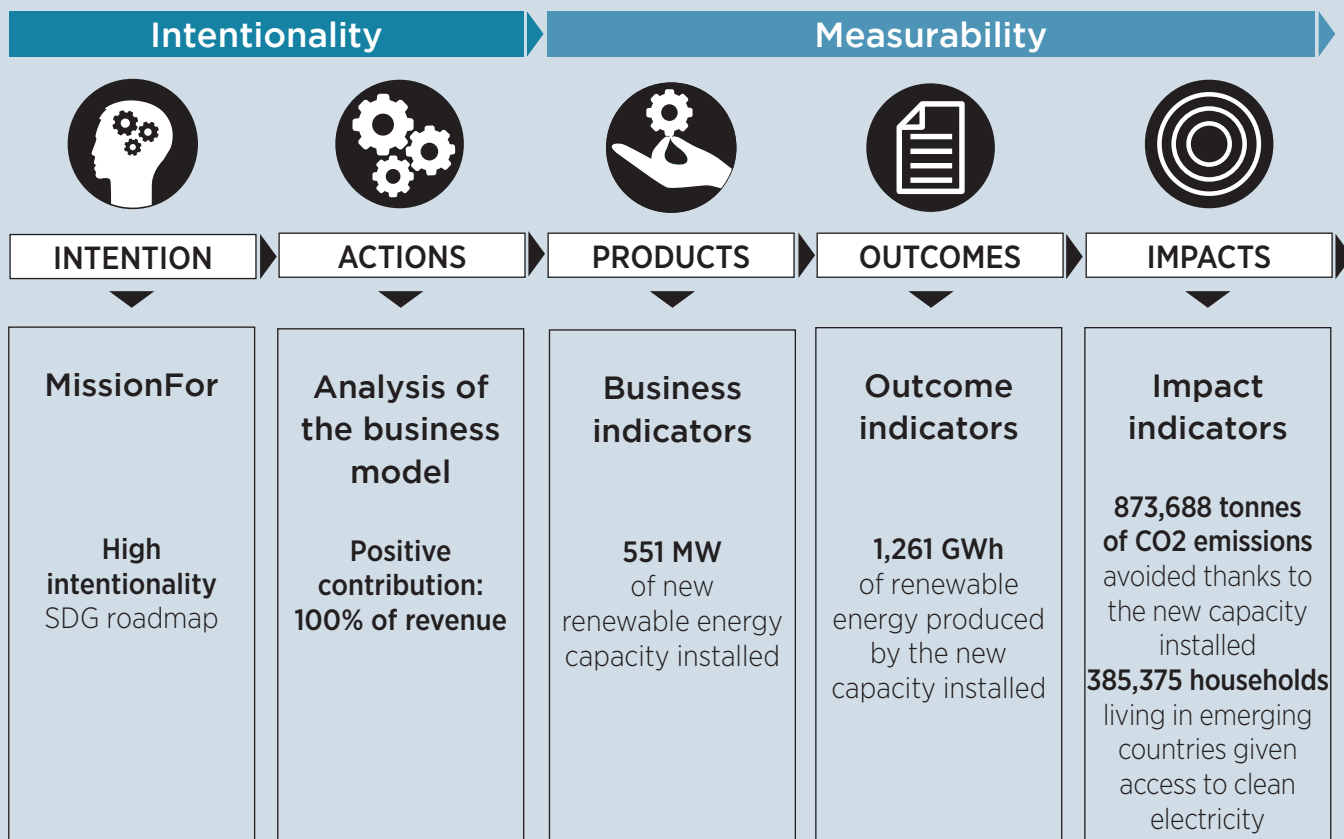 Intentionality
Measurability
INTENTION
ACTIONS
PRODUCTS
OUTCOMES
IMPACTS
MissionFor
High
intentionality
SDG roadmap
Analysis of
the business
model
Positive
contribution:
100% of revenue
Business
indicators
551 MW
of new
renewable energy
capacity installed
Outcome
indicators
1,261 GWh
of renewable
energy produced
by the new
capacity installed
Impact
indicators
873,688 tonnes
of CO2 emissions
avoided thanks to
the new capacity
installed
385,375 households
living in emerging
countries given
access to clean
electricity